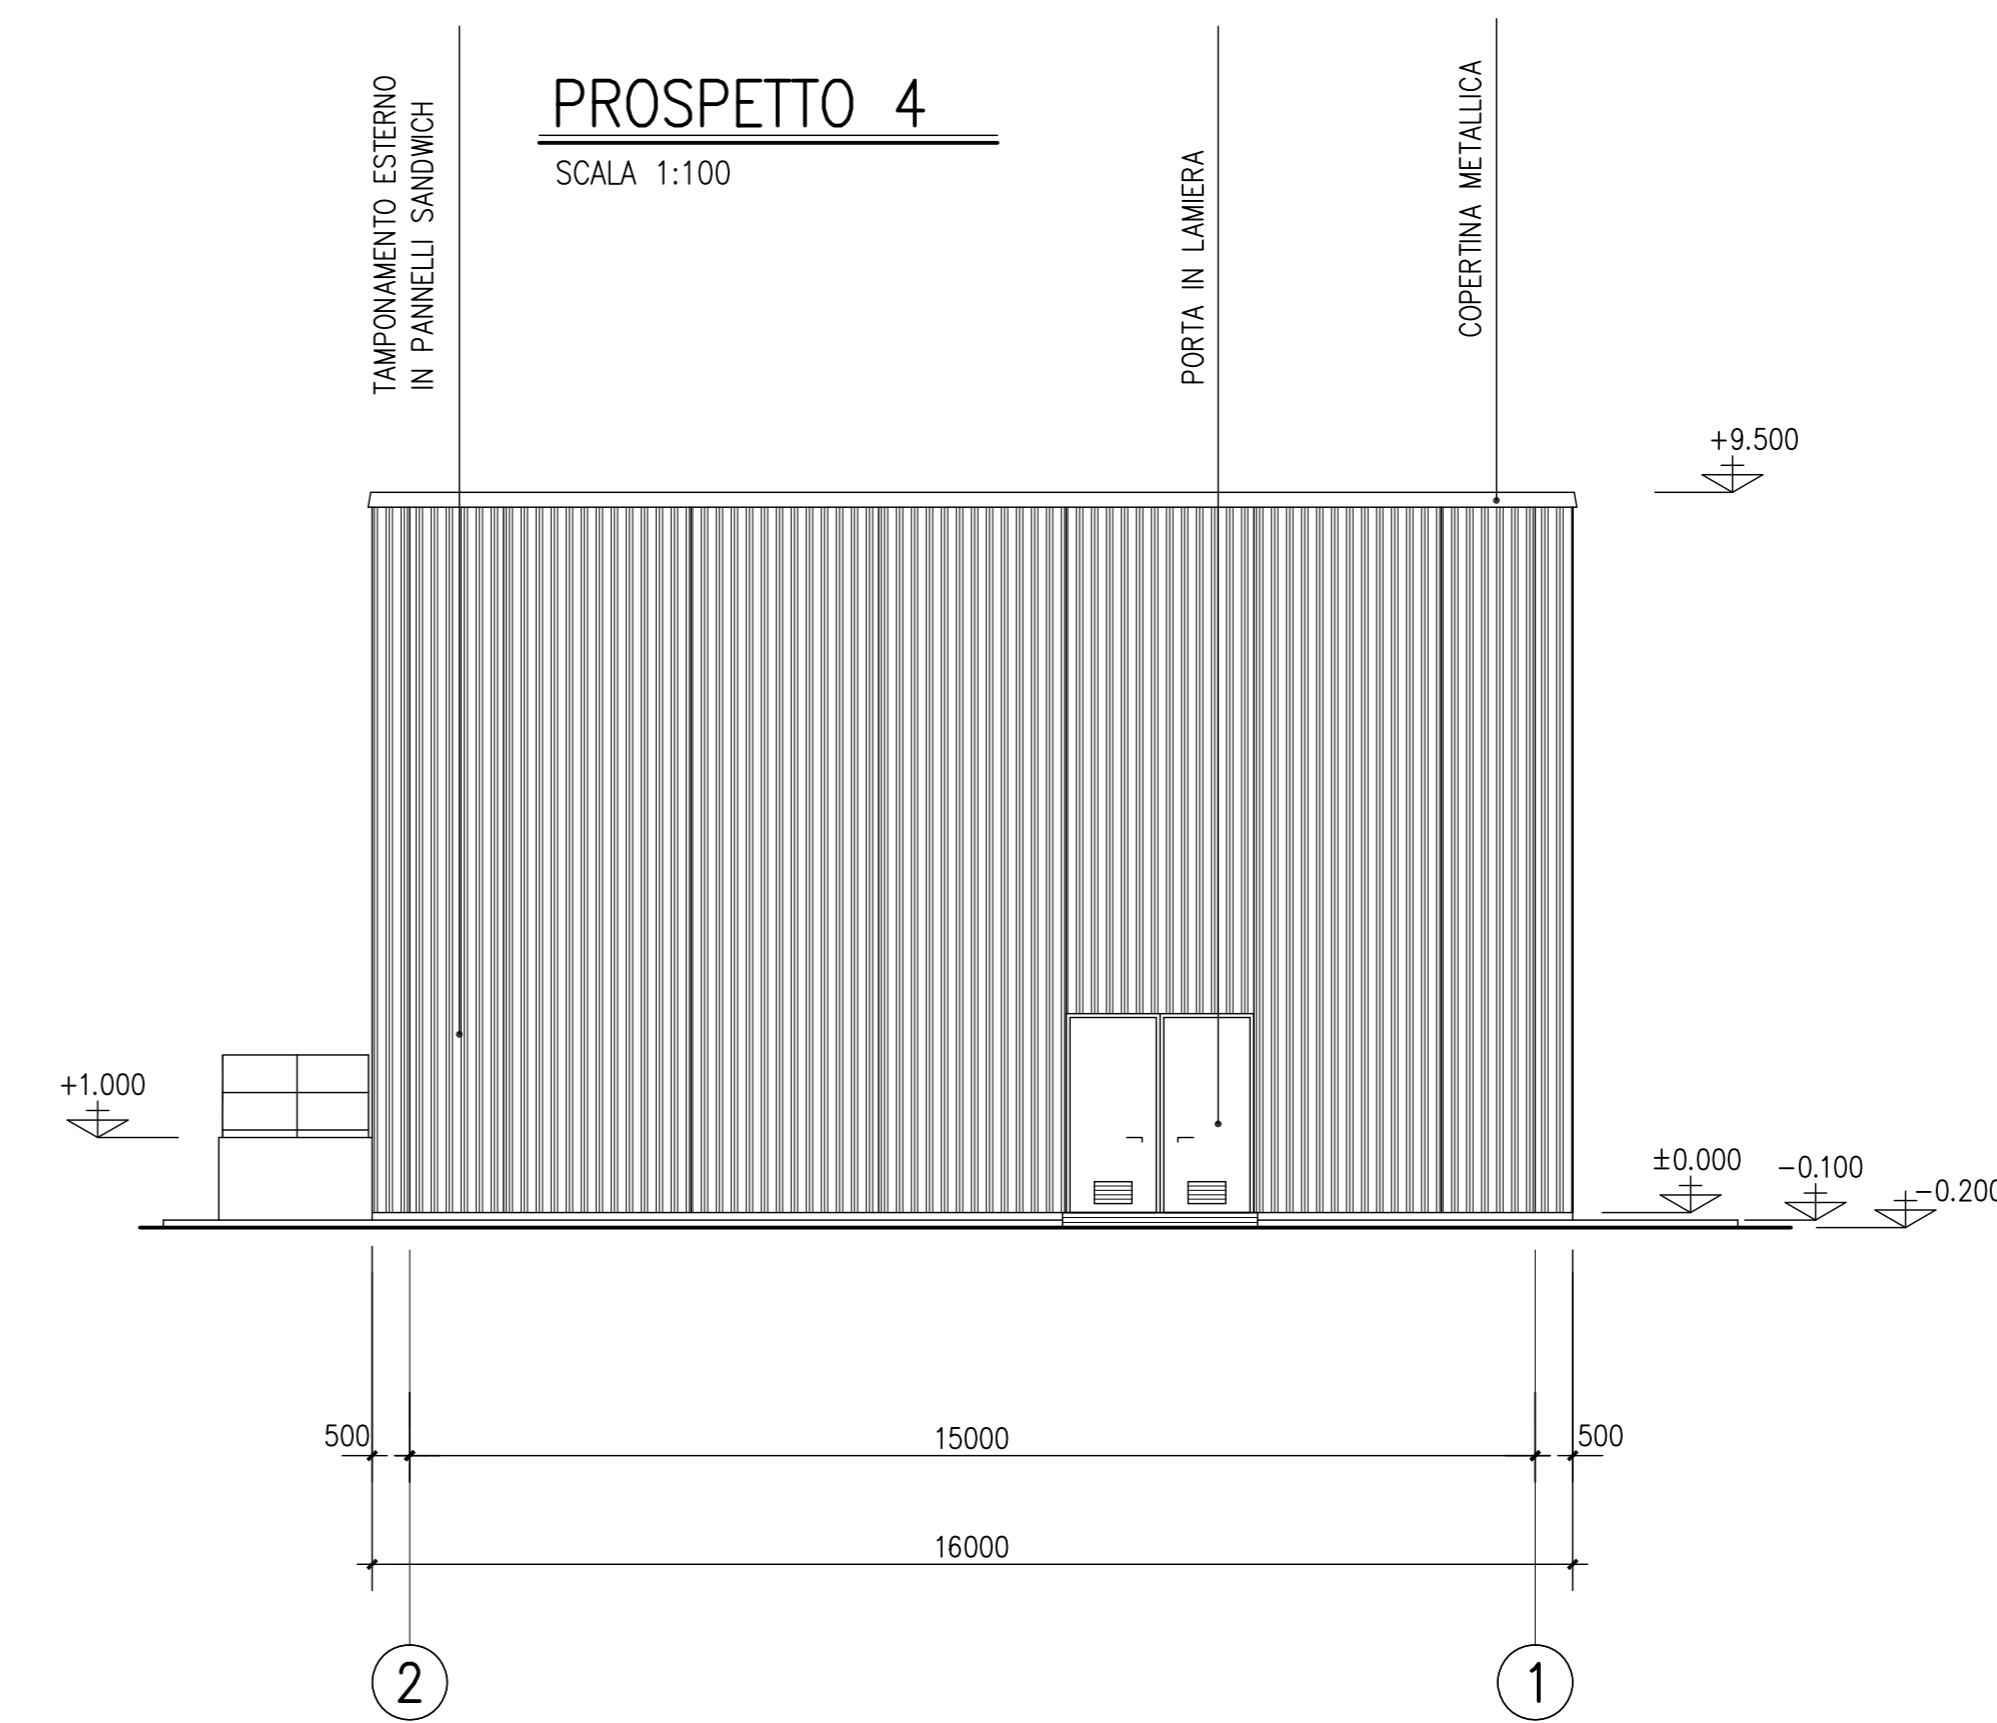 PROSPETTO 4
SCALA 1:100
TAMPONAMENTO ESTERNO
IN PANNELLI SANDWICH
PORTA IN LAMIERA
COPERTINA METALLICA
+9.500
+1.000
±0.000
-0.100
-0.200
500
15000
500
16000
2
1